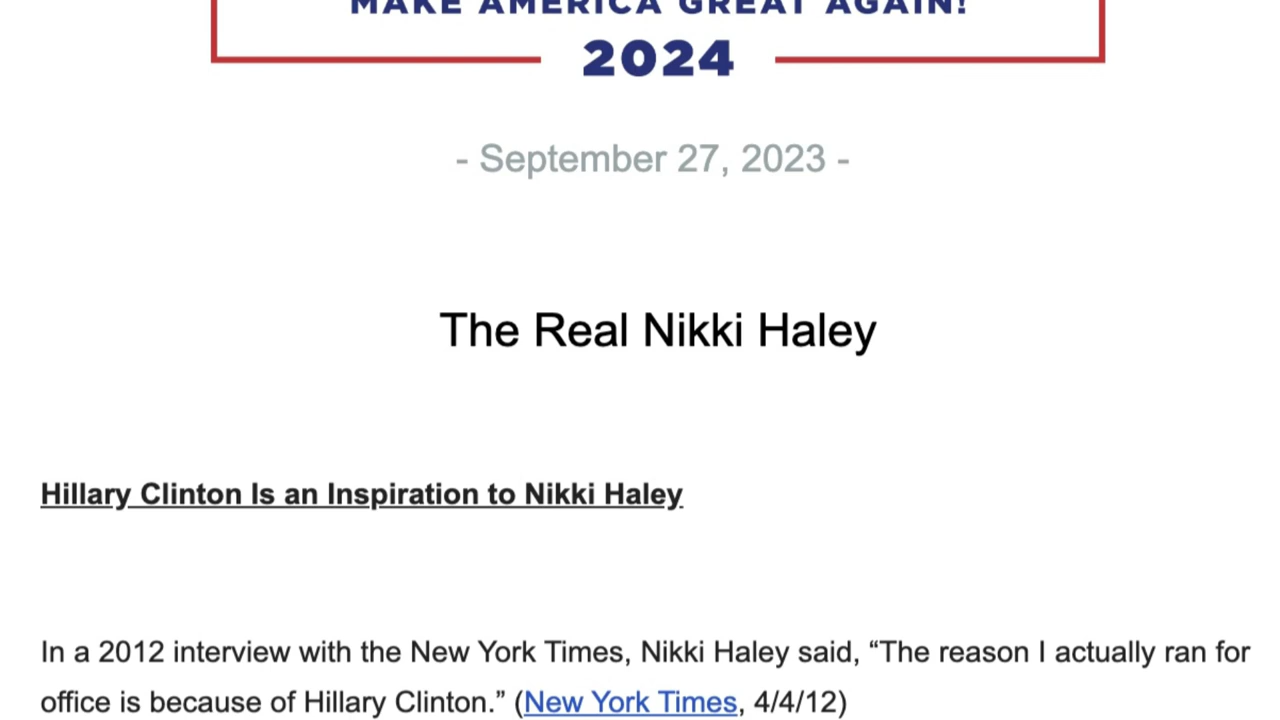 MAKE AMERICA GREAT AGAIN!
2024
- September 27, 2023 -
The Real Nikki Haley
Hillary Clinton Is an Inspiration to Nikki Haley
In a 2012 interview with the New York Times, Nikki Haley said, “The reason I actually ran for
office is because of Hillary Clinton.” (New York Times, 4/4/12)